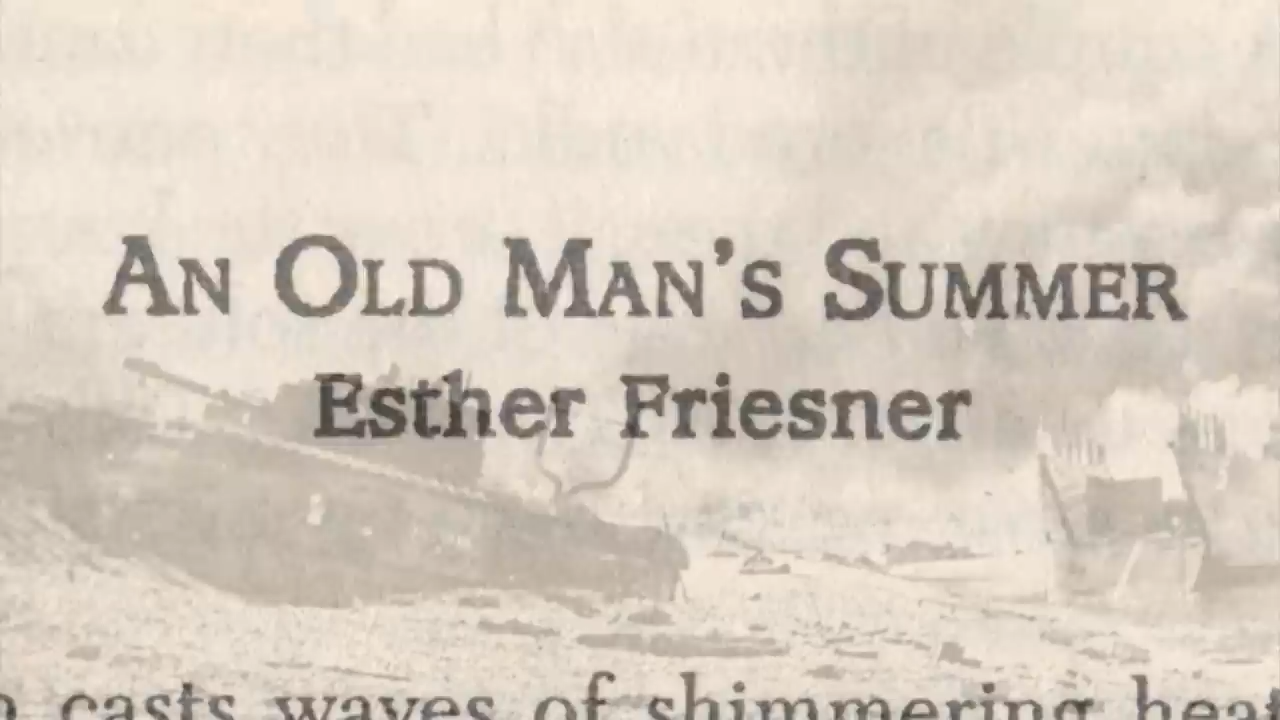 An Old Man's Summer
Esther Friesner
casts waves of shimmering heat